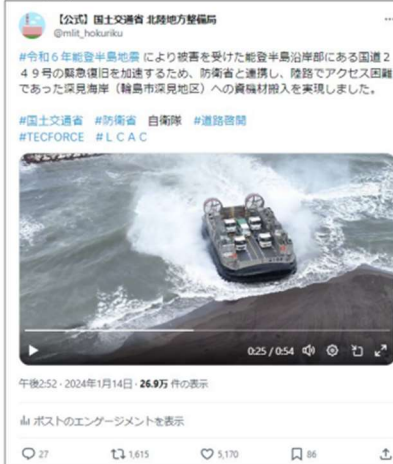 【公式】国土交通省 北陸地方整備局
@mlit_hokuriku
#令和6年能登半島地震 により被害を受けた能登半島沿岸部にある国道２
４９号の緊急復旧を加速するため、防衛省と連携し、陸路でアクセス困難
であった深見海岸（輪島市深見地区）への資機材搬入を実現しました。
#国土交通省 #防衛省 自衛隊 #道路啓開
#TECFORCE #ＬＣＡＣ
0:25 / 0:54
午後2:52 · 2024年1月14日 · 26.9万 件の表示
ポストのエンゲージメントを表示
27 1,615 5,170 86